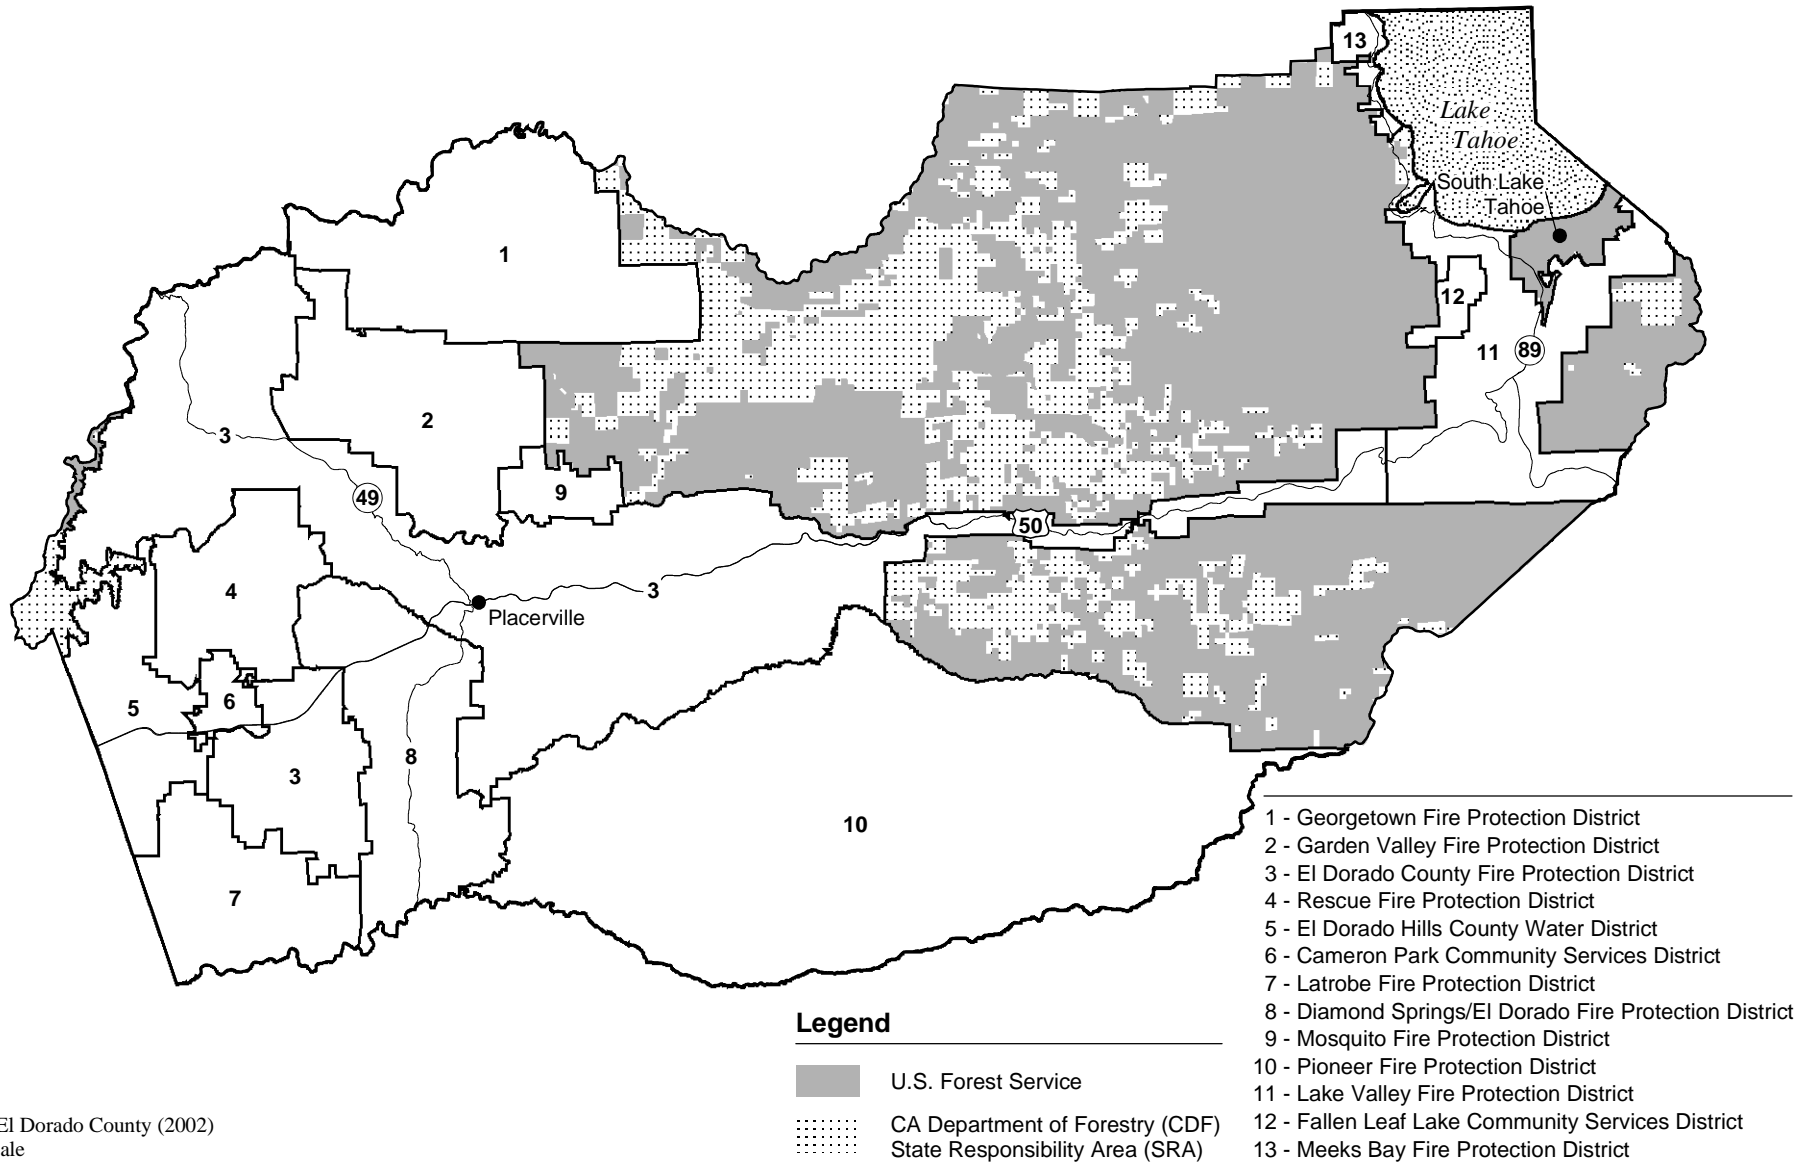 13
Lake
Tahoe
South Lake
Tahoe
1
12
11
89
2
3
9
49
50
4
3
Placerville
6
5
8
3
10
7
1 - Georgetown Fire Protection District
2 - Garden Valley Fire Protection District
3 - El Dorado County Fire Protection District
4 - Rescue Fire Protection District
5 - El Dorado Hills County Water District
6 - Cameron Park Community Services District
7 - Latrobe Fire Protection District
8 - Diamond Springs/El Dorado Fire Protection District
9 - Mosquito Fire Protection District
10 - Pioneer Fire Protection District
11 - Lake Valley Fire Protection District
12 - Fallen Leaf Lake Community Services District
13 - Meeks Bay Fire Protection District
Legend
U.S. Forest Service
CA Department of Forestry (CDF)
State Responsibility Area (SRA)
El Dorado County (2002)
ale